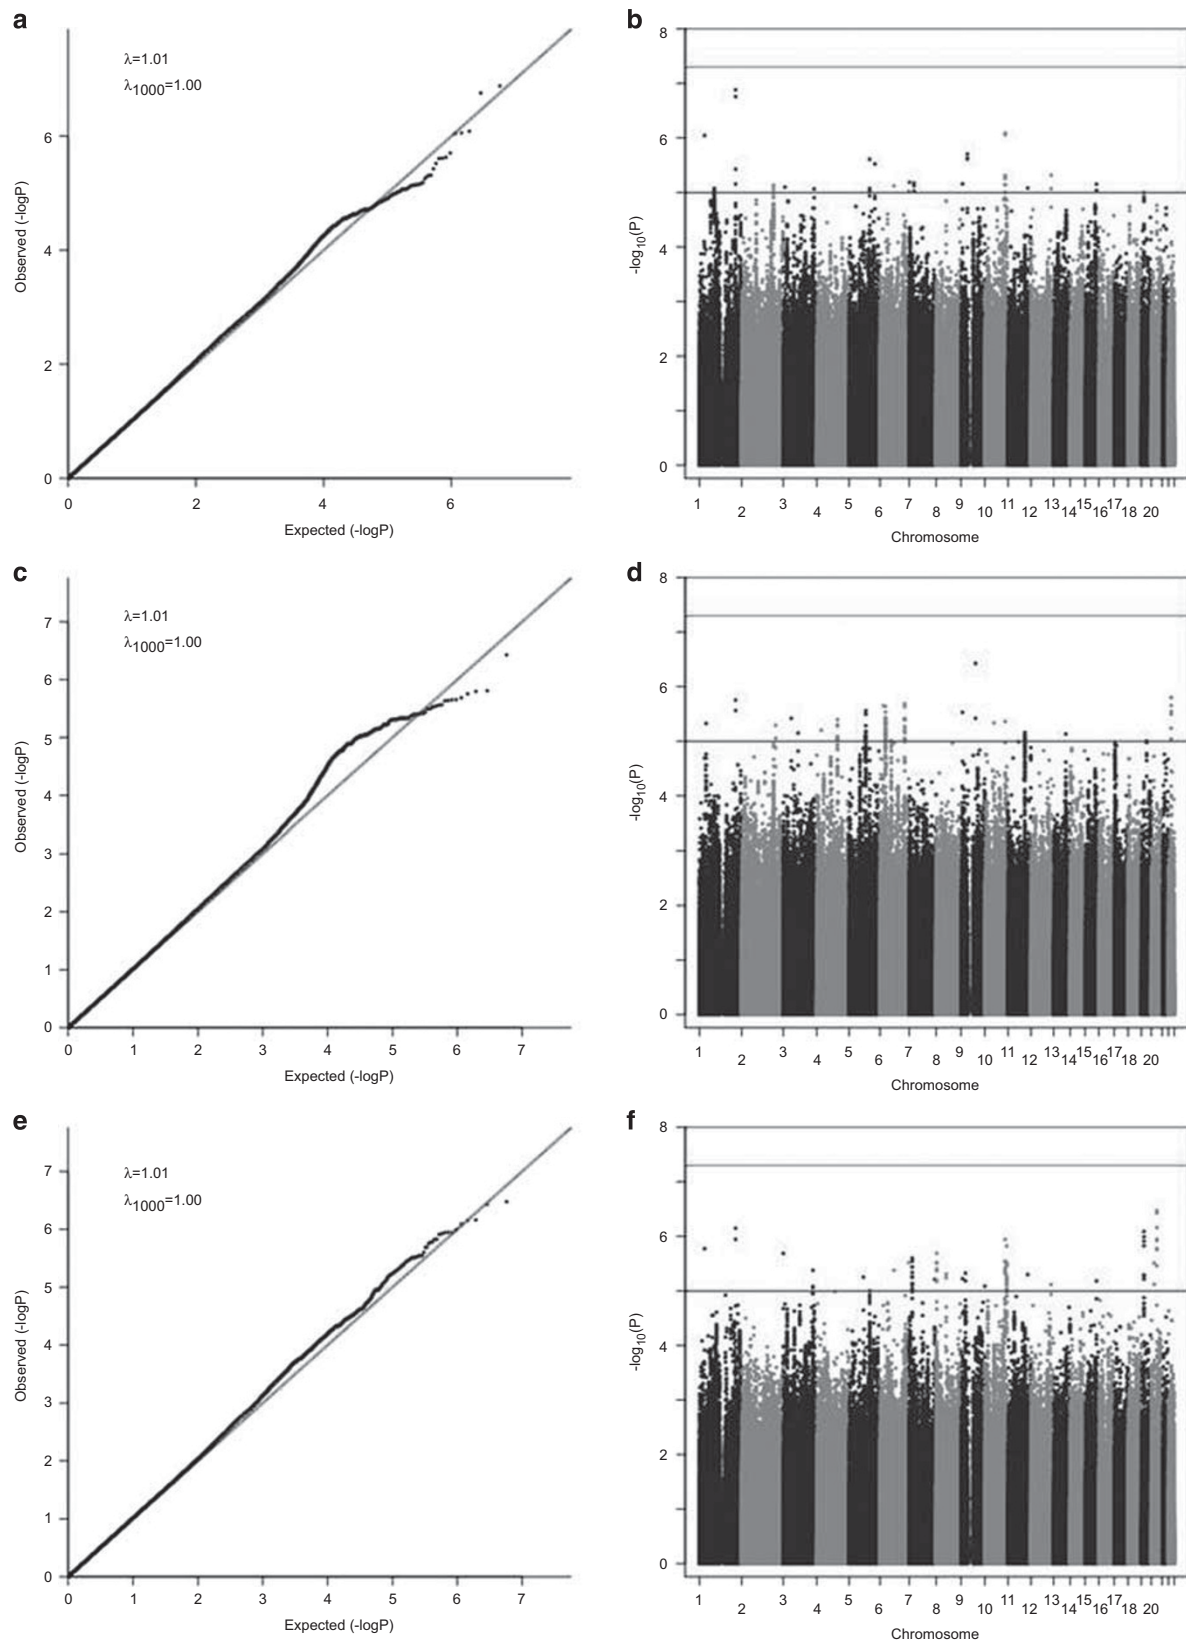 a
λ=1.01
λ1000=1.00
Observed (-logP)
6
4
2
0
0 2 4 6
Expected (-logP)
b
-log10(P)
8
6
4
2
0
1 2 3 4 5 6 7 8 9 10 11 12 13 14 15 16 17 18 20
Chromosome
c
λ=1.01
λ1000=1.00
Observed (-logP)
7
6
5
4
3
2
1
0
0 1 2 3 4 5 6 7
Expected (-logP)
d
-log10(P)
8
6
4
2
0
1 2 3 4 5 6 7 8 9 10 11 12 13 14 15 16 17 18 20
Chromosome
e
λ=1.01
λ1000=1.00
Observed (-logP)
7
6
5
4
3
2
1
0
0 1 2 3 4 5 6 7
Expected (-logP)
f
-log10(P)
8
6
4
2
0
1 2 3 4 5 6 7 8 9 10 11 12 13 14 15 16 17 18 20
Chromosome